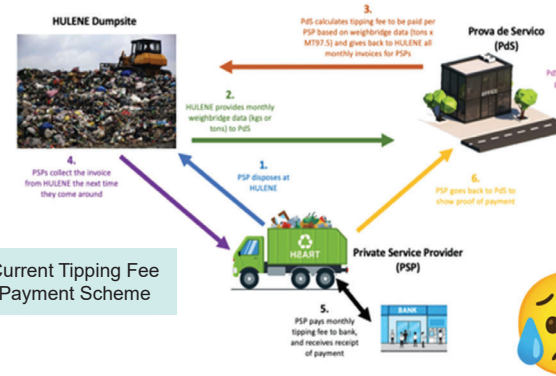 HULENE Dumpsite
3.
PdS calculates tipping fee to be paid per
PSP based on weighbridge data (tons x
MT97.5) and gives back to HULENE all
monthly invoices for PSPs
Prova de Servico
(PdS)
2.
HULENE provides monthly
weighbridge data (kgs or
tons) to PdS
4.
PSPs collect the invoice
from HULENE the next time
they come around
1.
PSP disposes at
HULENE
6.
PSP goes back to PdS to
show proof of payment
OFFICE
TRASH
Private Service Provider
(PSP)
Current Tipping Fee
Payment Scheme
5.
PSP pays monthly
tipping fee to bank,
and receives receipt
of payment
BANK